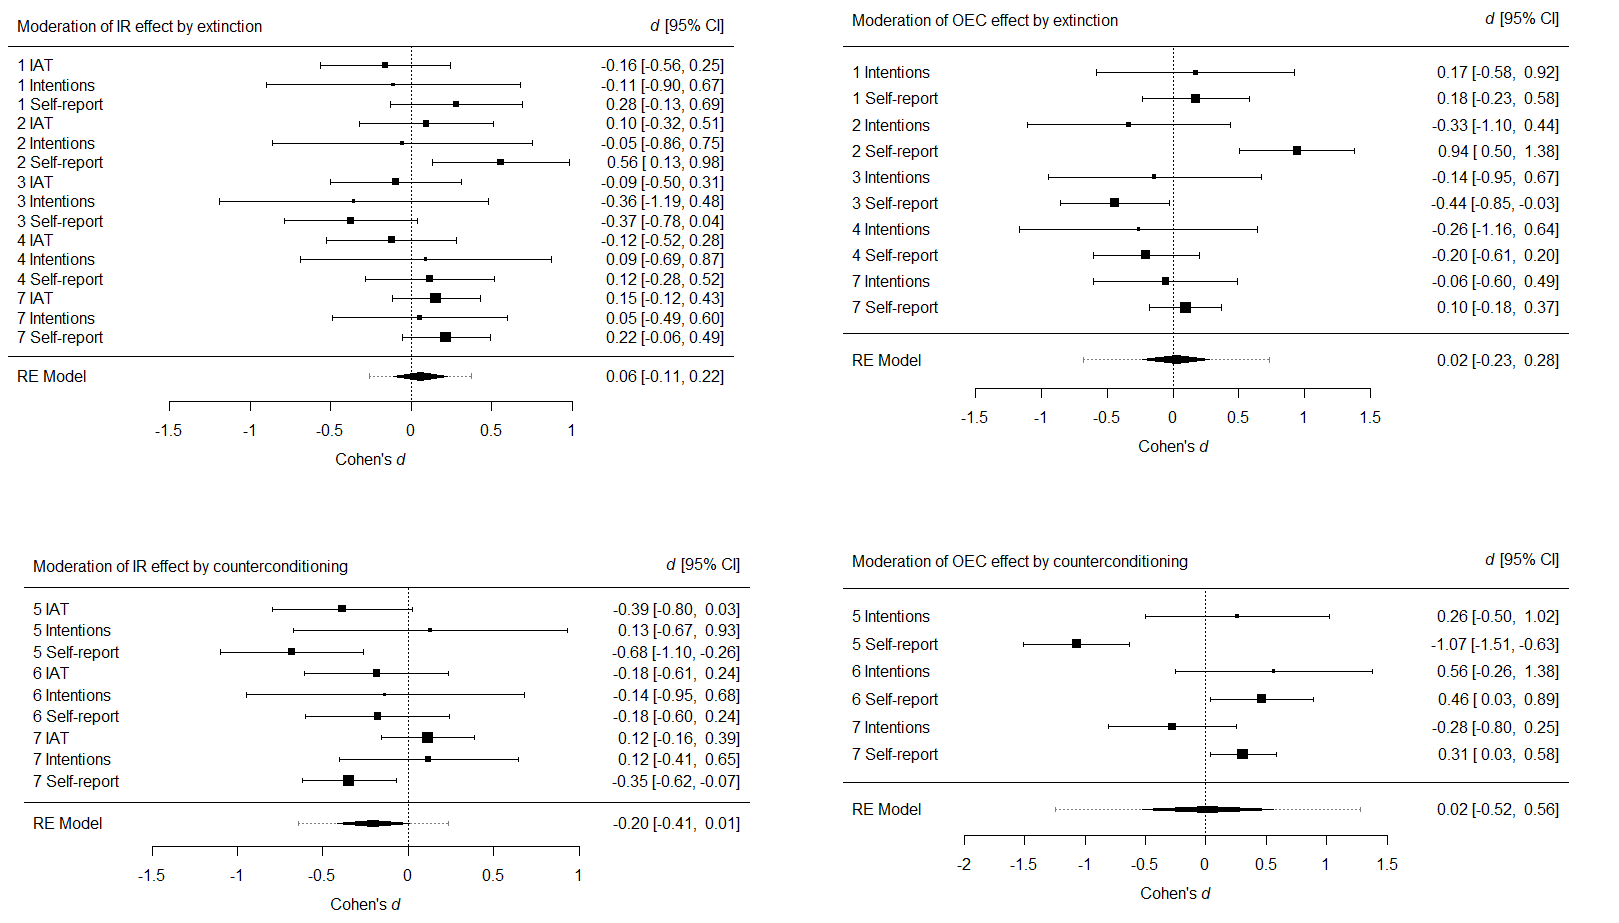 Moderation of IR effect by extinction d [95% CI]
1 IAT -0.16 [-0.56, 0.25]
1 Intentions -0.11 [-0.90, 0.67]
1 Self-report 0.28 [-0.13, 0.69]
2 IAT 0.10 [-0.32, 0.51]
2 Intentions -0.05 [-0.86, 0.75]
2 Self-report 0.56 [ 0.13, 0.98]
3 IAT -0.09 [-0.50, 0.31]
3 Intentions -0.36 [-1.19, 0.48]
3 Self-report -0.37 [-0.78, 0.04]
4 IAT -0.12 [-0.52, 0.28]
4 Intentions 0.09 [-0.69, 0.87]
4 Self-report 0.12 [-0.28, 0.52]
7 IAT 0.15 [-0.12, 0.43]
7 Intentions 0.05 [-0.49, 0.60]
7 Self-report 0.22 [-0.06, 0.49]
RE Model 0.06 [-0.11, 0.22]
-1.5 -1 -0.5 0 0.5 1
Cohen's d
Moderation of OEC effect by extinction d [95% CI]
1 Intentions 0.17 [-0.58, 0.92]
1 Self-report 0.18 [-0.23, 0.58]
2 Intentions -0.33 [-1.10, 0.44]
2 Self-report 0.94 [ 0.50, 1.38]
3 Intentions -0.14 [-0.95, 0.67]
3 Self-report -0.44 [-0.85, -0.03]
4 Intentions -0.26 [-1.16, 0.64]
4 Self-report -0.20 [-0.61, 0.20]
7 Intentions -0.06 [-0.60, 0.49]
7 Self-report 0.10 [-0.18, 0.37]
RE Model 0.02 [-0.23, 0.28]
-1.5 -1 -0.5 0 0.5 1 1.5
Cohen's d
Moderation of IR effect by counterconditioning d [95% CI]
5 IAT -0.39 [-0.80, 0.03]
5 Intentions 0.13 [-0.67, 0.93]
5 Self-report -0.68 [-1.10, -0.26]
6 IAT -0.18 [-0.61, 0.24]
6 Intentions -0.14 [-0.95, 0.68]
6 Self-report -0.18 [-0.60, 0.24]
7 IAT 0.12 [-0.16, 0.39]
7 Intentions 0.12 [-0.41, 0.65]
7 Self-report -0.35 [-0.62, -0.07]
RE Model -0.20 [-0.41, 0.01]
-1.5 -1 -0.5 0 0.5 1
Cohen's d
Moderation of OEC effect by counterconditioning d [95% CI]
5 Intentions 0.26 [-0.50, 1.02]
5 Self-report -1.07 [-1.51, -0.63]
6 Intentions 0.56 [-0.26, 1.38]
6 Self-report 0.46 [ 0.03, 0.89]
7 Intentions -0.28 [-0.80, 0.25]
7 Self-report 0.31 [ 0.03, 0.58]
RE Model 0.02 [-0.52, 0.56]
-2 -1.5 -1 -0.5 0 0.5 1 1.5
Cohen's d